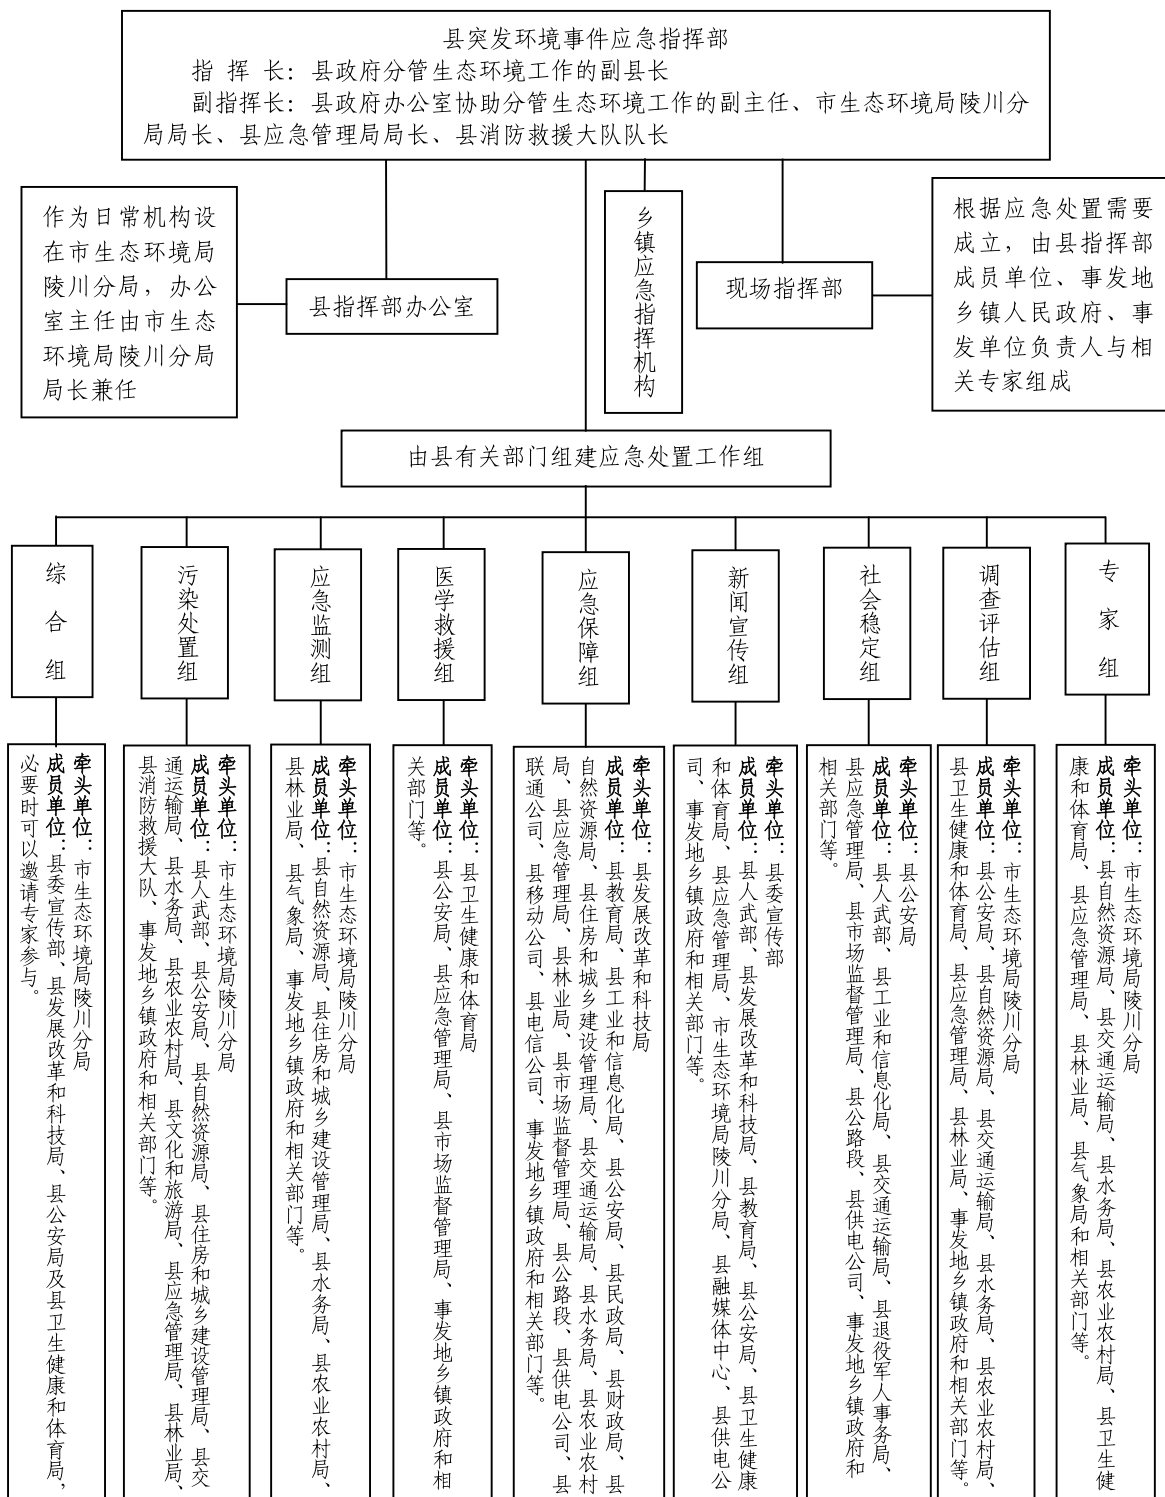 县突发环境事件应急指挥部
指 挥 长：县政府分管生态环境工作的副县长
副指挥长：县政府办公室协助分管生态环境工作的副主任、市生态环境局陵川分
局局长、县应急管理局局长、县消防救援大队队长
作为日常机构设
在市生态环境局
陵川分局，办公
室主任由市生态
环境局陵川分局
局长兼任
县指挥部办公室
乡镇应急指挥机构
现场指挥部
根据应急处置需要
成立，由县指挥部
成员单位、事发地
乡镇人民政府、事
发单位负责人与相
关专家组成
由县有关部门组建应急处置工作组
综合组
污染处置组
应急监测组
医学救援组
应急保障组
新闻宣传组
社会稳定组
调查评估组
专家组
牵头单位：市生态环境局陵川分局
成员单位：县委宣传部、县发展改革和科技局、县公安局及县卫生健康和体育局，
必要时可以邀请专家参与。
牵头单位：市生态环境局陵川分局
成员单位：县人武部、县公安局、县自然资源局、县住房和城乡建设管理局、县交
通运输局、县水务局、县农业农村局、县文化和旅游局、县应急管理局、县林业局、
县消防救援大队、事发地乡镇政府和相关部门等。
牵头单位：市生态环境局陵川分局
成员单位：县自然资源局、县住房和城乡建设管理局、县水务局、县农业农村局、
县林业局、县气象局、事发地乡镇政府和相关部门等。
牵头单位：县卫生健康和体育局
成员单位：县公安局、县应急管理局、县市场监督管理局、事发地乡镇政府和相
关部门等。
牵头单位：县发展改革和科技局
成员单位：县教育局、县工业和信息化局、县公安局、县民政局、县财政局、县
自然资源局、县住房和城乡建设管理局、县交通运输局、县水务局、县农业农村
局、县应急管理局、县林业局、县市场监督管理局、县公路段、县供电公司、县
联通公司、县移动公司、县电信公司、事发地乡镇政府和相关部门等。
牵头单位：县委宣传部
成员单位：县人武部、县发展改革和科技局、县教育局、县公安局、县卫生健康
和体育局、县应急管理局、市生态环境局陵川分局、县融媒体中心、县供电公
司、事发地乡镇政府和相关部门等。
牵头单位：县公安局
成员单位：县人武部、县工业和信息化局、县交通运输局、县退役军人事务局、
县应急管理局、县市场监督管理局、县公路段、县供电公司、事发地乡镇政府和
相关部门等。
牵头单位：市生态环境局陵川分局
成员单位：县公安局、县自然资源局、县交通运输局、县水务局、县农业农村局、
县卫生健康和体育局、县应急管理局、县林业局、事发地乡镇政府和相关部门等。
牵头单位：市生态环境局陵川分局
成员单位：县自然资源局、县交通运输局、县水务局、县农业农村局、县卫生健
康和体育局、县应急管理局、县林业局、县气象局和相关部门等。